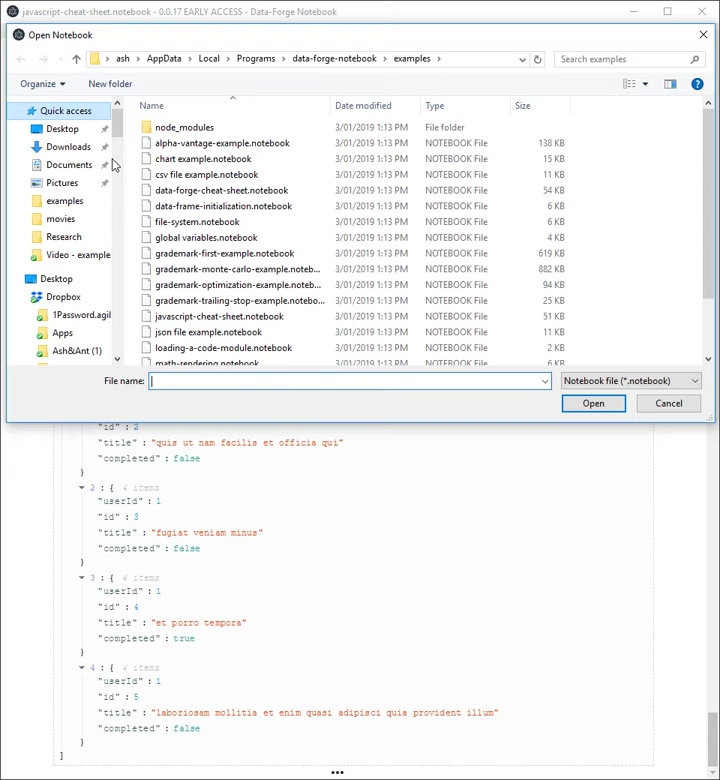 javascript-cheat-sheet.notebook - 0.0.17 EARLY ACCESS - Data-Forge Notebook
Open Notebook
ash > AppData > Local > Programs > data-forge-notebook > examples >
Search examples
Organize
New folder
Quick access
Desktop
Downloads
Documents
Pictures
examples
movies
Research
Video - example
Desktop
Dropbox
1Password.agil
Apps
Ash&Ant (1)
Name Date modified Type Size
node_modules 3/01/2019 1:13 PM File folder
alpha-vantage-example.notebook 3/01/2019 1:13 PM NOTEBOOK File 138 KB
chart example.notebook 3/01/2019 1:13 PM NOTEBOOK File 15 KB
csv file example.notebook 3/01/2019 1:13 PM NOTEBOOK File 11 KB
data-forge-cheat-sheet.notebook 3/01/2019 1:13 PM NOTEBOOK File 54 KB
data-frame-initialization.notebook 3/01/2019 1:13 PM NOTEBOOK File 6 KB
file-system.notebook 3/01/2019 1:13 PM NOTEBOOK File 6 KB
global variables.notebook 3/01/2019 1:13 PM NOTEBOOK File 4 KB
grademark-first-example.notebook 3/01/2019 1:13 PM NOTEBOOK File 619 KB
grademark-monte-carlo-example.noteb... 3/01/2019 1:13 PM NOTEBOOK File 882 KB
grademark-optimization-example.noteb... 3/01/2019 1:13 PM NOTEBOOK File 94 KB
grademark-trailing-stop-example.notebo... 3/01/2019 1:13 PM NOTEBOOK File 25 KB
javascript-cheat-sheet.notebook 3/01/2019 1:13 PM NOTEBOOK File 51 KB
json file example.notebook 3/01/2019 1:13 PM NOTEBOOK File 11 KB
loading-a-code-module.notebook 3/01/2019 1:13 PM NOTEBOOK File 2 KB
math-rendering.notebook 3/01/2019 1:13 PM NOTEBOOK File 6 KB
File name:
Notebook file (*.notebook)
Open
Cancel
"id" : 2
"title" : "quis ut nam facilis et officia qui"
"completed" : false
}
2 : { 4 items
"userId" : 1
"id" : 3
"title" : "fugiat veniam minus"
"completed" : false
}
3 : { 4 items
"userId" : 1
"id" : 4
"title" : "et porro tempora"
"completed" : true
}
4 : { 4 items
"userId" : 1
"id" : 5
"title" : "laboriosam mollitia et enim quasi adipisci quia provident illum"
"completed" : false
}
]
•••